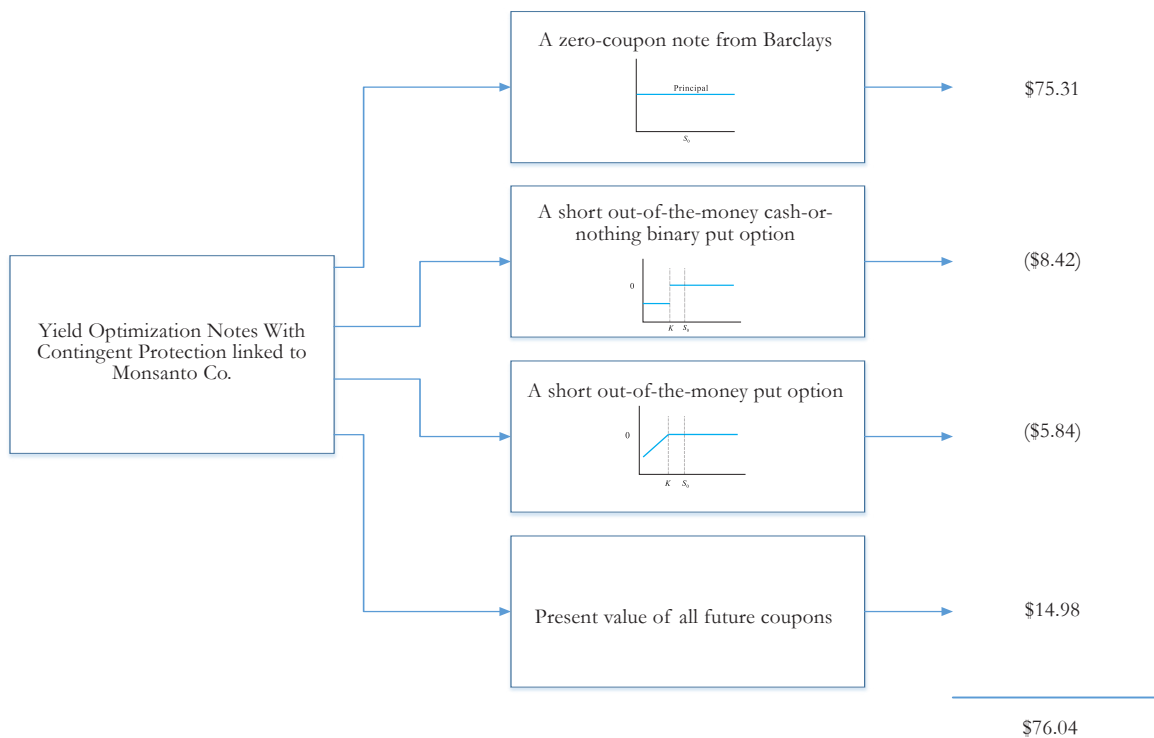 A zero-coupon note from Barclays
Principal
S₀
$75.31
A short out-of-the-money cash-or-
nothing binary put option
0
K S₀
($8.42)
Yield Optimization Notes With
Contingent Protection linked to
Monsanto Co.
A short out-of-the-money put option
0
K S₀
($5.84)
Present value of all future coupons
$14.98
$76.04